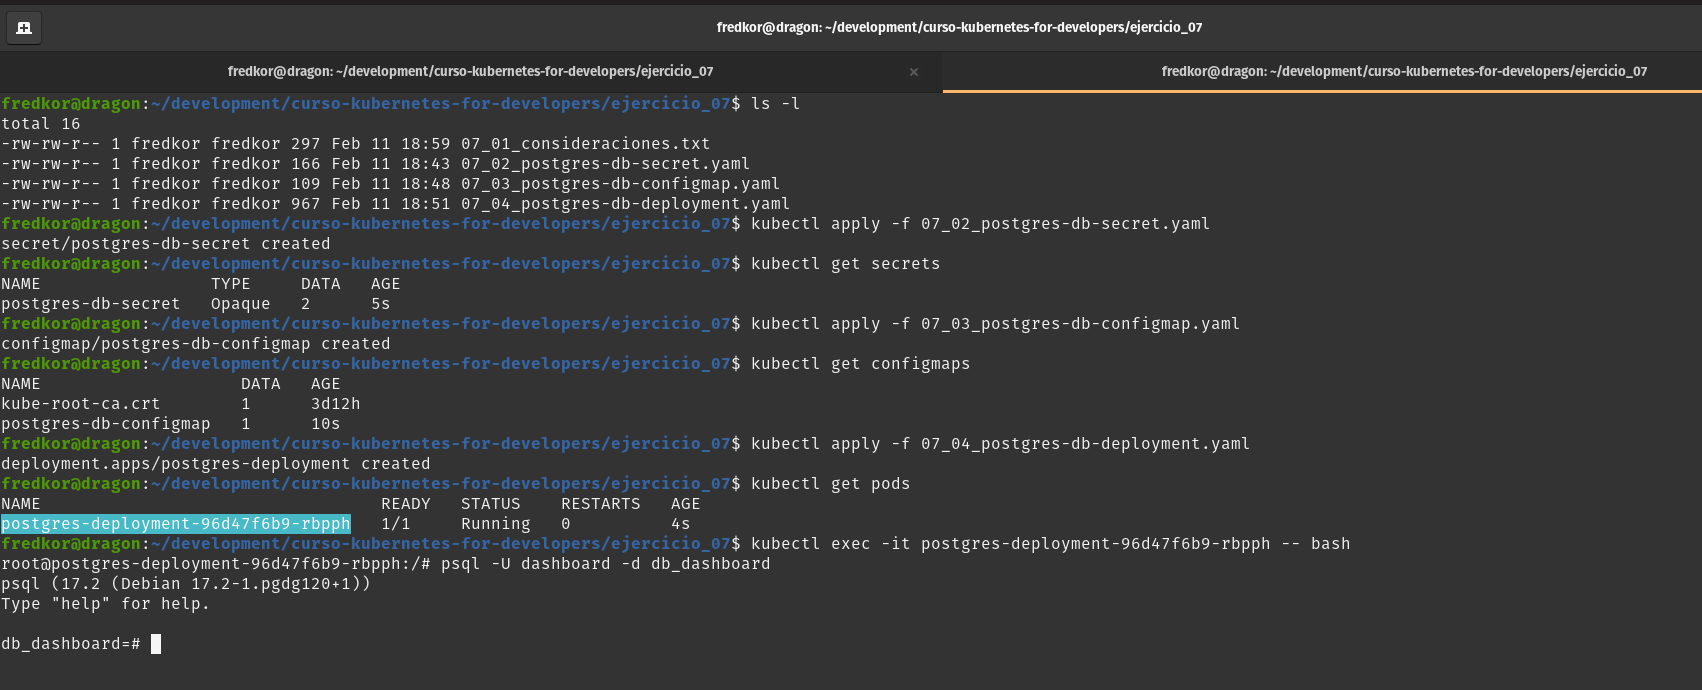 fredkor@dragon: ~/development/curso-kubernetes-for-developers/ejercicio_07
fredkor@dragon: ~/development/curso-kubernetes-for-developers/ejercicio_07 × fredkor@dragon: ~/development/curso-kubernetes-for-developers/ejercicio_07
fredkor@dragon:~/development/curso-kubernetes-for-developers/ejercicio_07$ ls -l
total 16
-rw-rw-r-- 1 fredkor fredkor 297 Feb 11 18:59 07_01_consideraciones.txt
-rw-rw-r-- 1 fredkor fredkor 166 Feb 11 18:43 07_02_postgres-db-secret.yaml
-rw-rw-r-- 1 fredkor fredkor 109 Feb 11 18:48 07_03_postgres-db-configmap.yaml
-rw-rw-r-- 1 fredkor fredkor 967 Feb 11 18:51 07_04_postgres-db-deployment.yaml
fredkor@dragon:~/development/curso-kubernetes-for-developers/ejercicio_07$ kubectl apply -f 07_02_postgres-db-secret.yaml
secret/postgres-db-secret created
fredkor@dragon:~/development/curso-kubernetes-for-developers/ejercicio_07$ kubectl get secrets
NAME                 TYPE     DATA   AGE
postgres-db-secret   Opaque   2      5s
fredkor@dragon:~/development/curso-kubernetes-for-developers/ejercicio_07$ kubectl apply -f 07_03_postgres-db-configmap.yaml
configmap/postgres-db-configmap created
fredkor@dragon:~/development/curso-kubernetes-for-developers/ejercicio_07$ kubectl get configmaps
NAME                    DATA   AGE
kube-root-ca.crt        1      3d12h
postgres-db-configmap   1      10s
fredkor@dragon:~/development/curso-kubernetes-for-developers/ejercicio_07$ kubectl apply -f 07_04_postgres-db-deployment.yaml
deployment.apps/postgres-deployment created
fredkor@dragon:~/development/curso-kubernetes-for-developers/ejercicio_07$ kubectl get pods
NAME                                  READY   STATUS    RESTARTS   AGE
postgres-deployment-96d47f6b9-rbpph   1/1     Running   0          4s
fredkor@dragon:~/development/curso-kubernetes-for-developers/ejercicio_07$ kubectl exec -it postgres-deployment-96d47f6b9-rbpph -- bash
root@postgres-deployment-96d47f6b9-rbpph:/# psql -U dashboard -d db_dashboard
psql (17.2 (Debian 17.2-1.pgdg120+1))
Type "help" for help.
db_dashboard=#